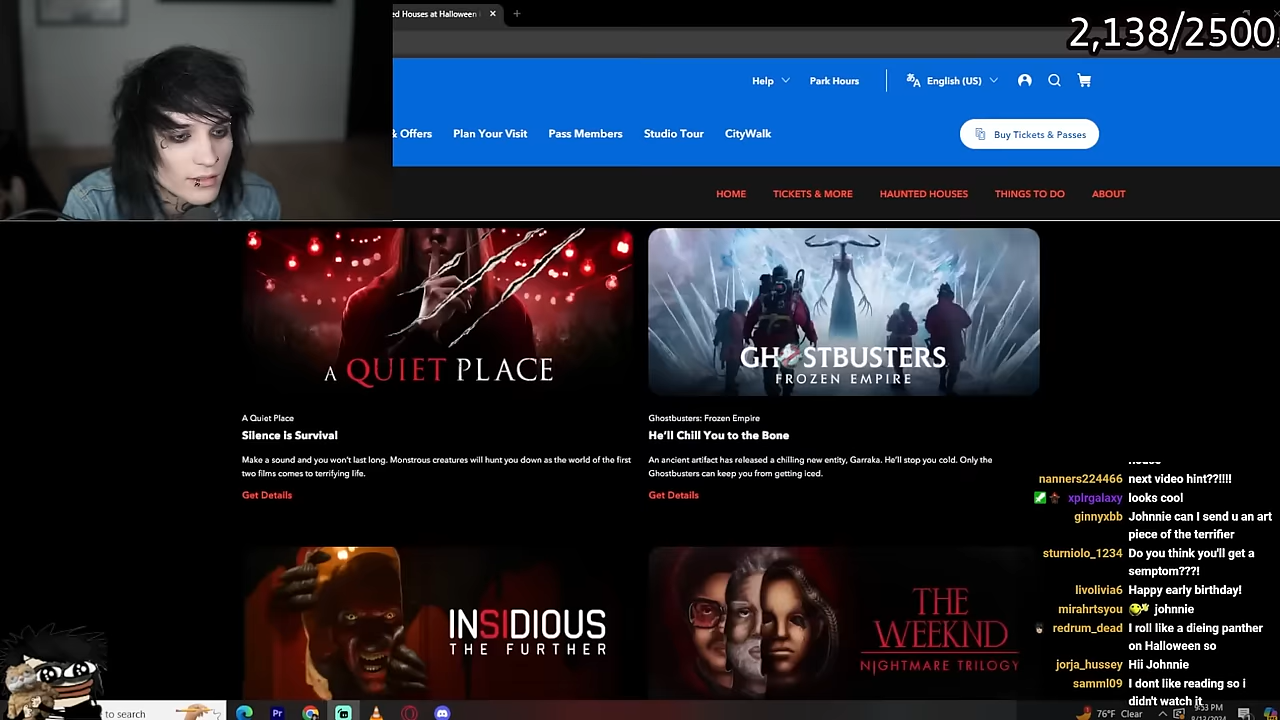 ed Houses at Halloween
2,138/2500
Help
Park Hours
English (US)
& Offers
Plan Your Visit
Pass Members
Studio Tour
CityWalk
Buy Tickets & Passes
HOME
TICKETS & MORE
HAUNTED HOUSES
THINGS TO DO
ABOUT
A QUIET PLACE
GHOSTBUSTERS
FROZEN EMPIRE
A Quiet Place
Silence is Survival
Make a sound and you won't last long. Monstrous creatures will hunt you down as the world of the first
two films comes to terrifying life.
Get Details
Ghostbusters: Frozen Empire
He'll Chill You to the Bone
An ancient artifact has released a chilling new entity, Garraka. He'll stop you cold. Only the
Ghostbusters can keep you from getting iced.
Get Details
INSIDIOUS
THE FURTHER
THE
WEEKND
NIGHTMARE TRILOGY
house
nanners224466 next video hint??!!!!
xplrgalaxy looks cool
ginnyxbb Johnnie can I send u an art
piece of the terrifier
sturniolo_1234 Do you think you'll get a
semptom???!
livolivia6 Happy early birthday!
mirahrtsyou johnnie
redrum_dead I roll like a dieing panther
on Halloween so
jorja_hussey Hii Johnnie
samml09 I dont like reading so i
didn't watch it
to search
Pr
76°F Clear
9:53 PM
8/13/2024